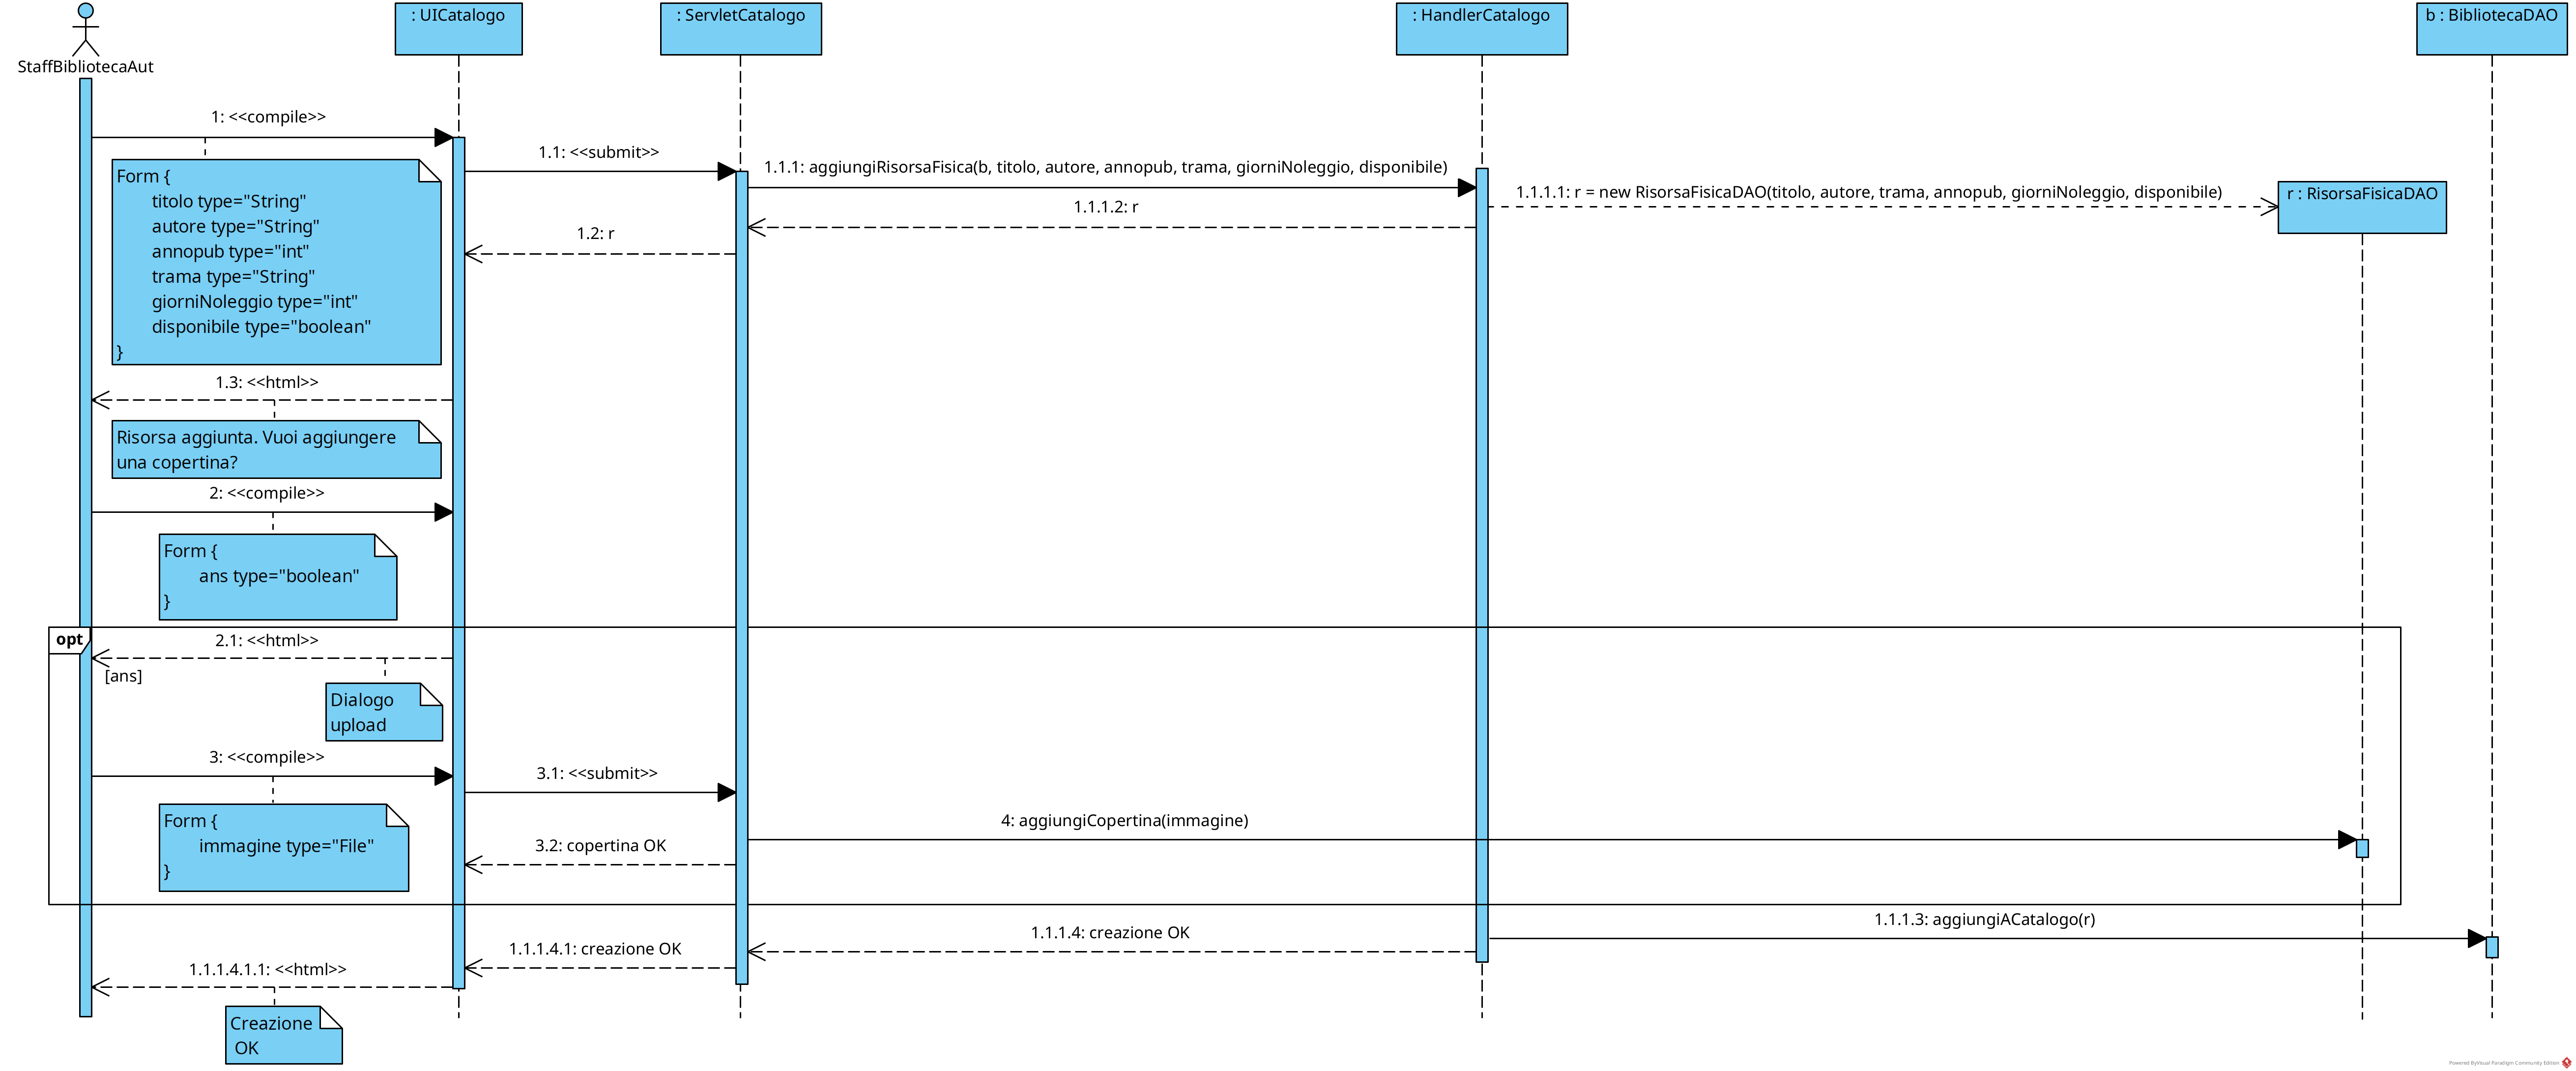 StaffBibliotecaAut
: UICatalogo
: ServletCatalogo
: HandlerCatalogo
b : BibliotecaDAO
1: <<compile>>
Form {
titolo type="String"
autore type="String"
annopub type="int"
trama type="String"
giorniNoleggio type="int"
disponibile type="boolean"
}
1.1: <<submit>>
1.1.1: aggiungiRisorsaFisica(b, titolo, autore, annopub, trama, giorniNoleggio, disponibile)
1.1.1.1: r = new RisorsaFisicaDAO(titolo, autore, trama, annopub, giorniNoleggio, disponibile)
r : RisorsaFisicaDAO
1.1.1.2: r
1.2: r
1.3: <<html>>
Risorsa aggiunta. Vuoi aggiungere
una copertina?
2: <<compile>>
Form {
ans type="boolean"
}
opt
2.1: <<html>>
[ans]
Dialogo
upload
3: <<compile>>
Form {
immagine type="File"
}
3.1: <<submit>>
4: aggiungiCopertina(immagine)
3.2: copertina OK
1.1.1.3: aggiungiACatalogo(r)
1.1.1.4: creazione OK
1.1.1.4.1: creazione OK
1.1.1.4.1.1: <<html>>
Creazione
OK
Powered By Visual Paradigm Community Edition